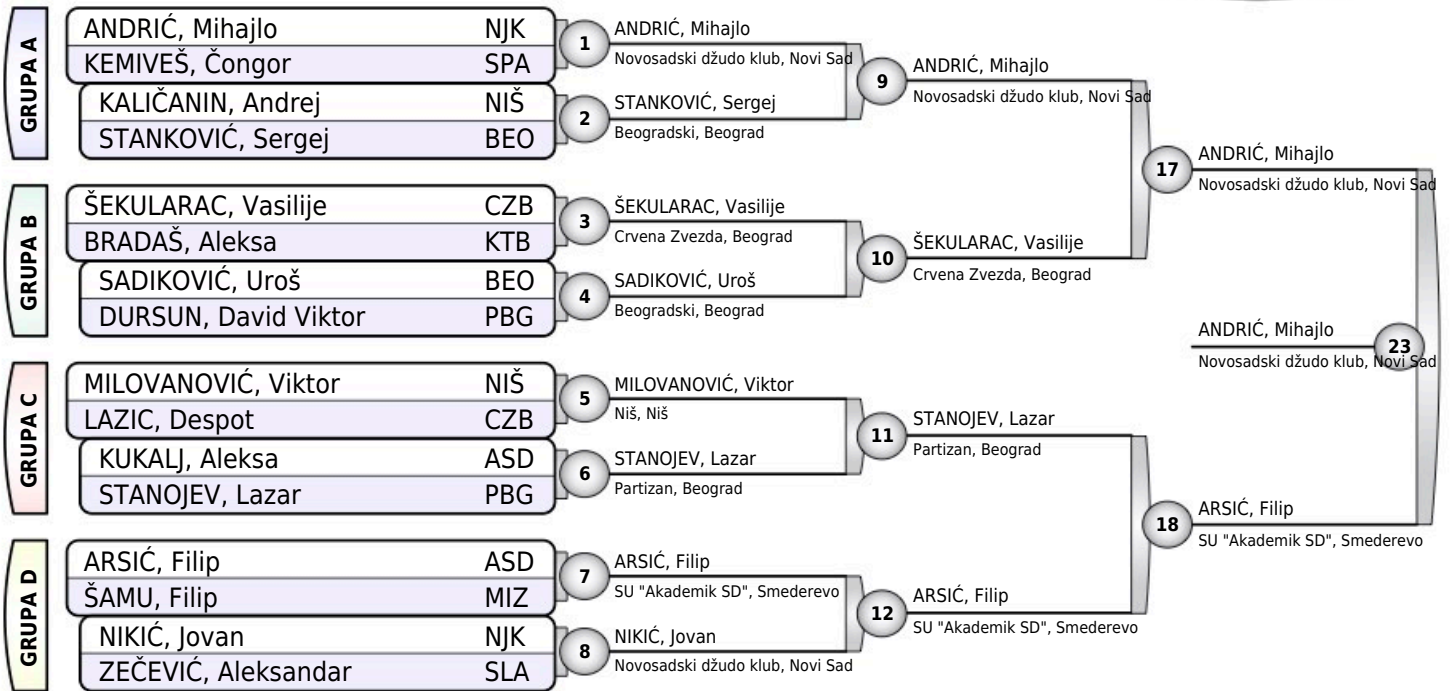 GRUPA A
ANDRIĆ, Mihajlo NJK
KEMIVEŠ, Čongor SPA
KALIČANIN, Andrej NIŠ
STANKOVIĆ, Sergej BEO
GRUPA B
ŠEKULARAC, Vasilije CZB
BRADAŠ, Aleksa KTB
SADIKOVIĆ, Uroš BEO
DURSUN, David Viktor PBG
GRUPA C
MILOVANOVIĆ, Viktor NIŠ
LAZIC, Despot CZB
KUKALJ, Aleksa ASD
STANOJEV, Lazar PBG
GRUPA D
ARSIĆ, Filip ASD
ŠAMU, Filip MIZ
NIKIĆ, Jovan NJK
ZEČEVIĆ, Aleksandar SLA
1
ANDRIĆ, Mihajlo
Novosadski džudo klub, Novi Sad
2
STANKOVIĆ, Sergej
Beogradski, Beograd
3
ŠEKULARAC, Vasilije
Crvena Zvezda, Beograd
4
SADIKOVIĆ, Uroš
Beogradski, Beograd
5
MILOVANOVIĆ, Viktor
Niš, Niš
6
STANOJEV, Lazar
Partizan, Beograd
7
ARSIĆ, Filip
SU "Akademik SD", Smederevo
8
NIKIĆ, Jovan
Novosadski džudo klub, Novi Sad
9
ANDRIĆ, Mihajlo
Novosadski džudo klub, Novi Sad
10
ŠEKULARAC, Vasilije
Crvena Zvezda, Beograd
11
STANOJEV, Lazar
Partizan, Beograd
12
ARSIĆ, Filip
SU "Akademik SD", Smederevo
17
ANDRIĆ, Mihajlo
Novosadski džudo klub, Novi Sad
18
ARSIĆ, Filip
SU "Akademik SD", Smederevo
ANDRIĆ, Mihajlo
23
Novosadski džudo klub, Novi Sad